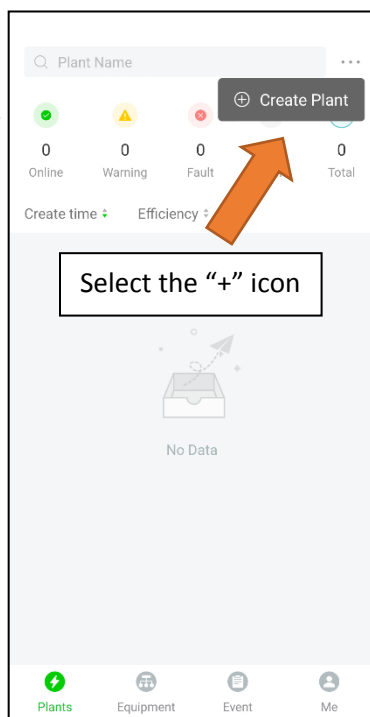 Plant Name
Create Plant
0 0 0 0
Online Warning Fault Total
Create time Efficiency
Select the “+” icon
No Data
Plants Equipment Event Me